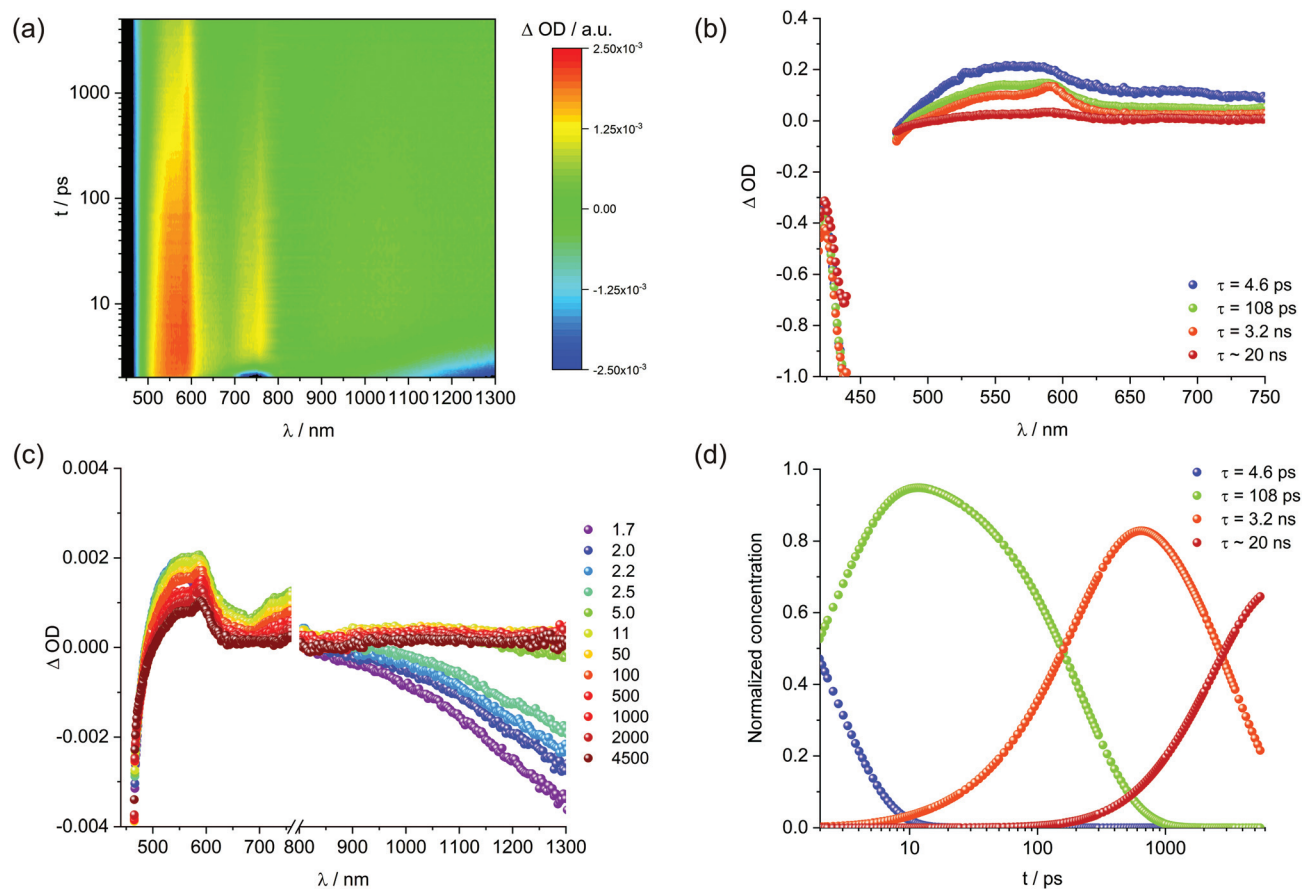 (a)
Δ OD / a.u.
2.50x10⁻³
1.25x10⁻³
0.00
-1.25x10⁻³
-2.50x10⁻³
1000
100
10
t / ps
500 600 700 800 900 1000 1100 1200 1300
λ / nm
(b)
0.4
0.2
0.0
-0.2
-0.4
-0.6
-0.8
-1.0
Δ OD
τ = 4.6 ps
τ = 108 ps
τ = 3.2 ns
τ ~ 20 ns
450 500 550 600 650 700 750
λ / nm
(c)
0.004
0.002
0.000
-0.002
-0.004
Δ OD
1.7
2.0
2.2
2.5
5.0
11
50
100
500
1000
2000
4500
500 600 700 800 900 1000 1100 1200 1300
λ / nm
(d)
1.0
0.8
0.6
0.4
0.2
0.0
Normalized concentration
τ = 4.6 ps
τ = 108 ps
τ = 3.2 ns
τ ~ 20 ns
10 100 1000
t / ps